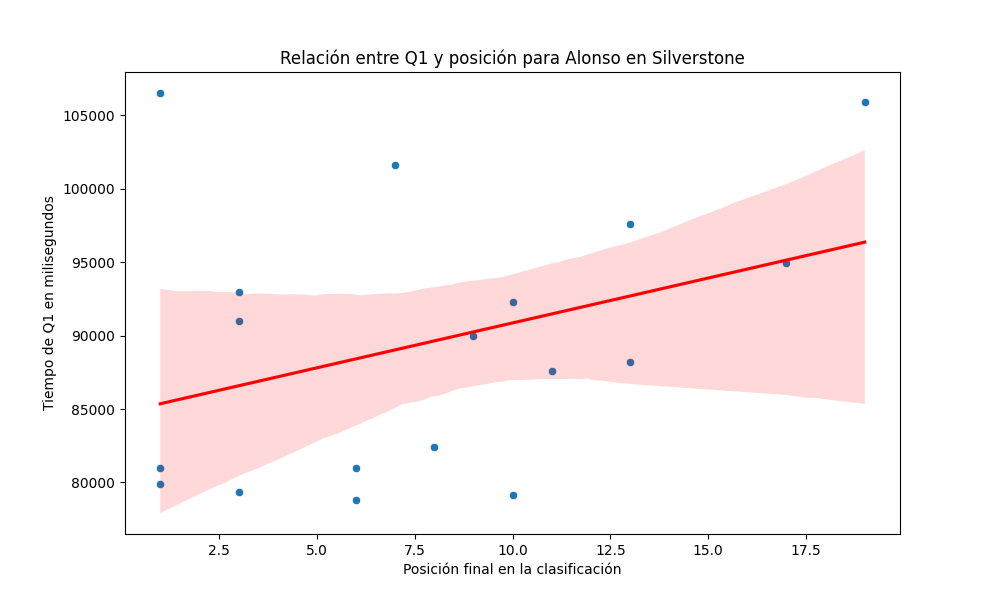 Relación entre Q1 y posición para Alonso en Silverstone
105000
100000
95000
90000
85000
80000
Tiempo de Q1 en milisegundos
2.5 5.0 7.5 10.0 12.5 15.0 17.5
Posición final en la clasificación